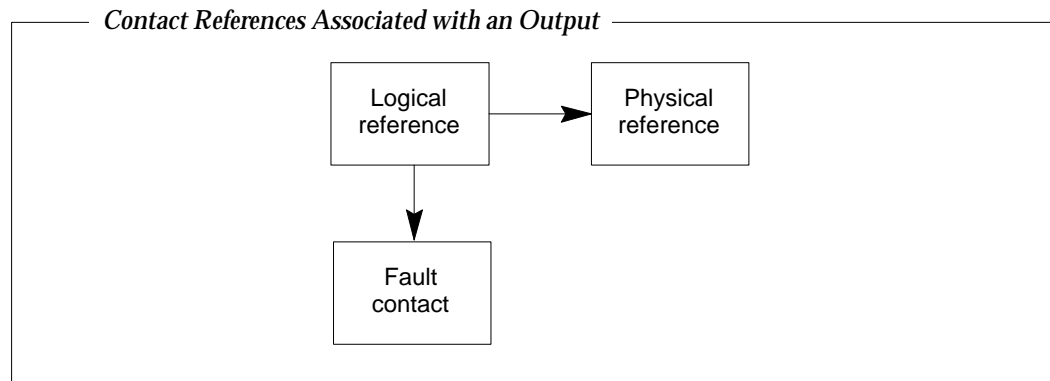 Contact References Associated with an Output
Logical
reference
Physical
reference
Fault
contact